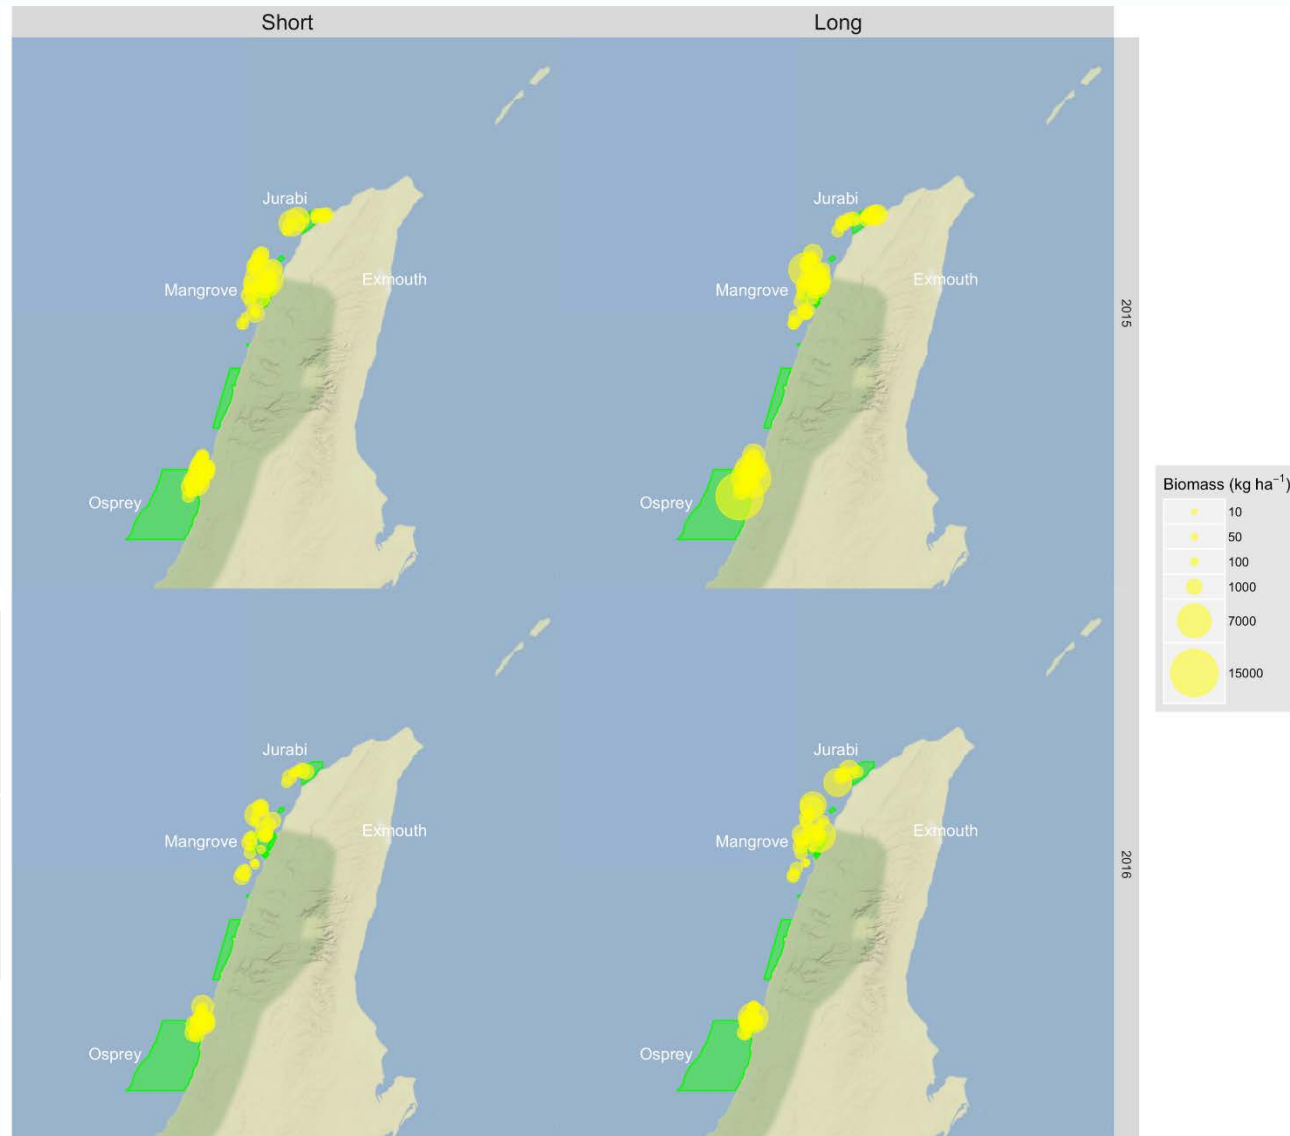 Short
Long
Jurabi
Mangrove
Exmouth
Osprey
Jurabi
Mangrove
Exmouth
Osprey
2015
Jurabi
Mangrove
Exmouth
Osprey
Jurabi
Mangrove
Exmouth
Osprey
2016
Biomass (kg ha⁻¹)
10
50
100
1000
7000
15000